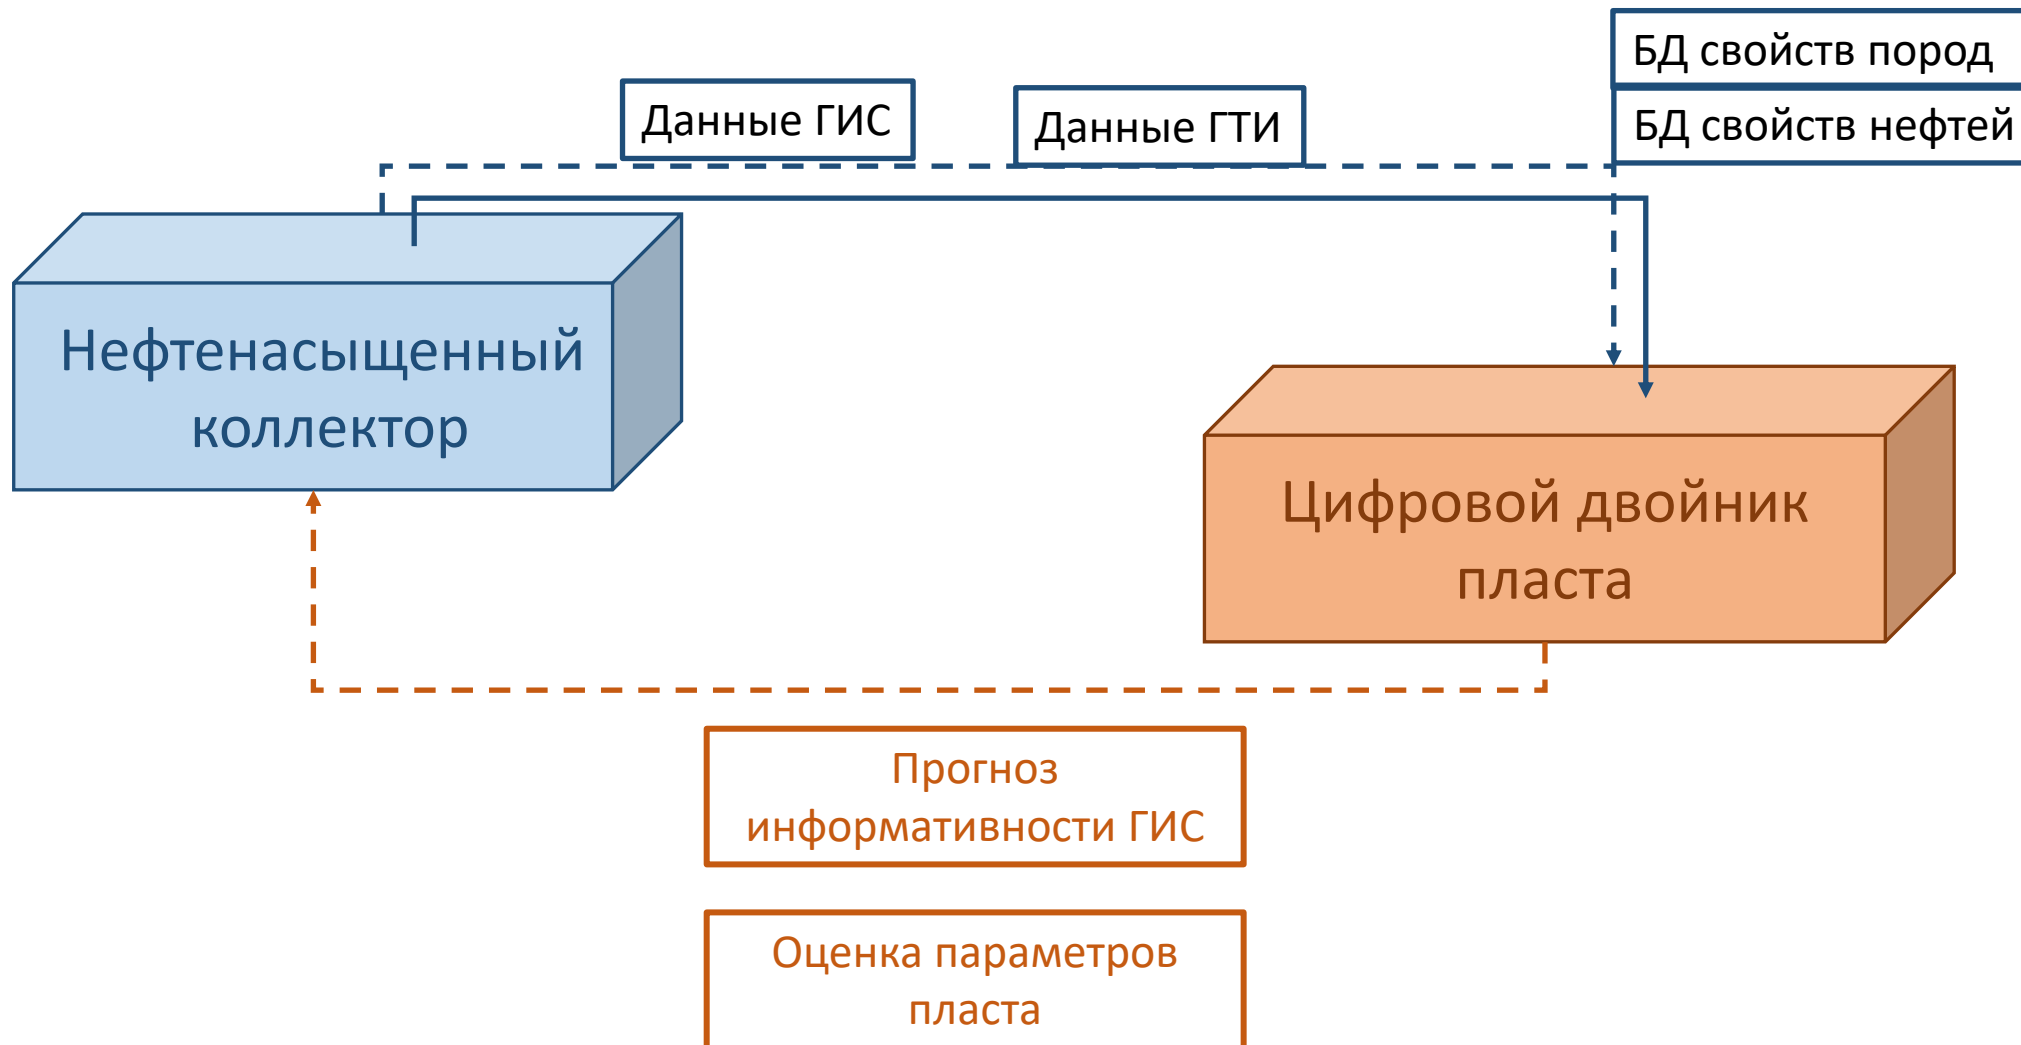 БД свойств пород
Данные ГИС
Данные ГТИ
БД свойств нефтей
Нефтенасыщенный
коллектор
Цифровой двойник
пласта
Прогноз
информативности ГИС
Оценка параметров
пласта